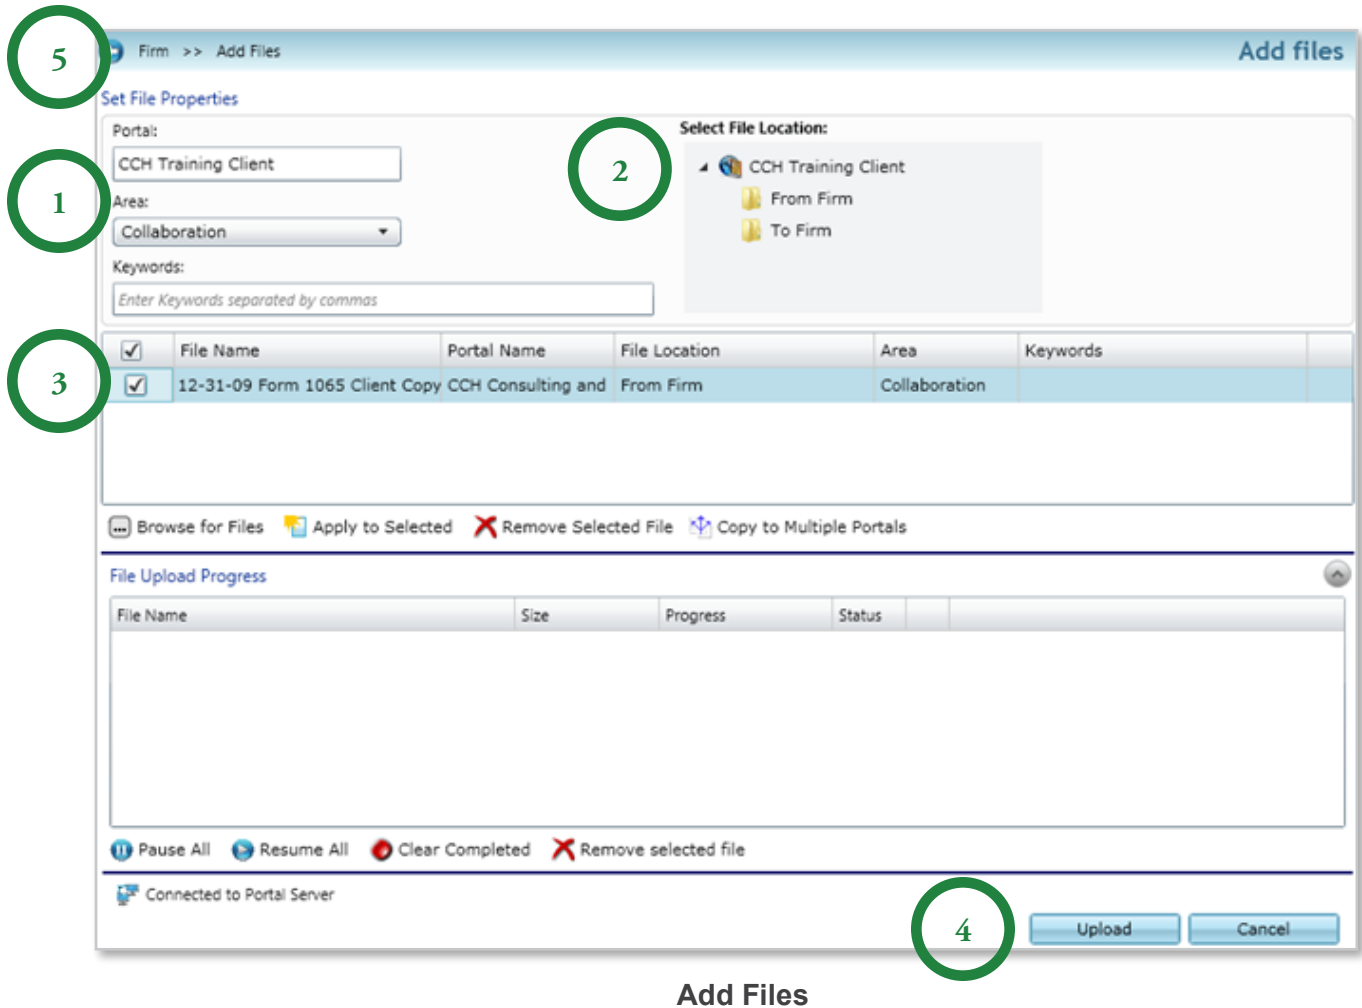 5
Firm >> Add Files
Add files
Set File Properties
Portal:
CCH Training Client
1
Area:
Collaboration
Keywords:
Enter Keywords separated by commas
2
Select File Location:
CCH Training Client
From Firm
To Firm
3
File Name Portal Name File Location Area Keywords
12-31-09 Form 1065 Client Copy CCH Consulting and From Firm Collaboration
Browse for Files Apply to Selected Remove Selected File Copy to Multiple Portals
File Upload Progress
File Name Size Progress Status
Pause All Resume All Clear Completed Remove selected file
Connected to Portal Server
4
Upload Cancel
Add Files